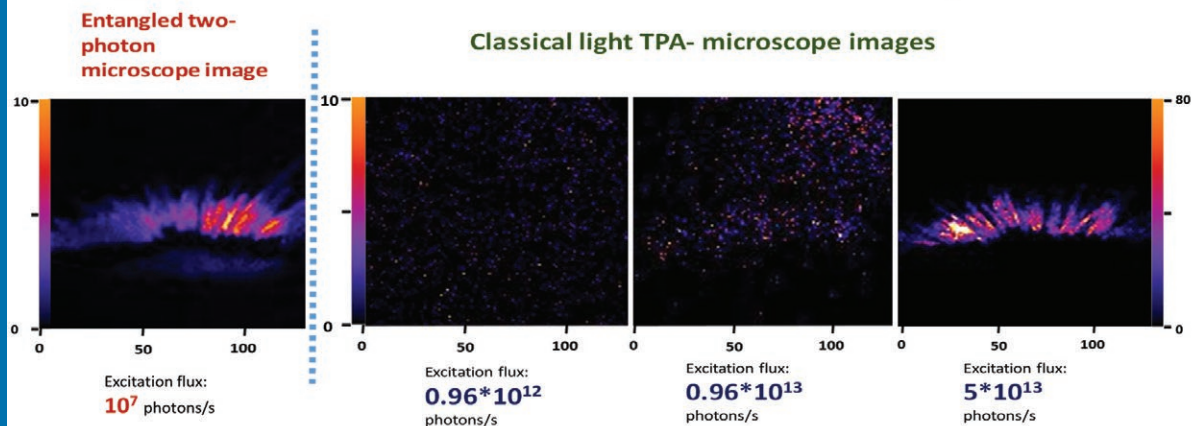 Entangled two-
photon
microscope image
Classical light TPA- microscope images
10
0
0
50
100
Excitation flux:
10⁷ photons/s
10
0
0
50
100
Excitation flux:
0.96*10¹²
photons/s
0
50
100
Excitation flux:
0.96*10¹³
photons/s
80
0
0
50
100
Excitation flux:
5*10¹³
photons/s